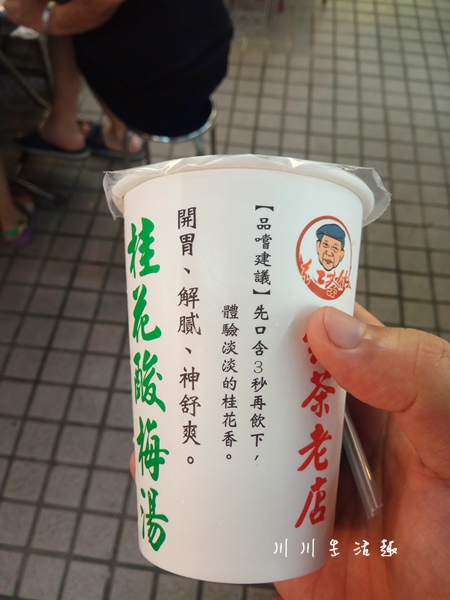 茶老店
【品嚐建議】先口含3秒再飲下，
體驗淡淡的桂花香。
開胃、解膩、神舒爽。
桂花酸梅湯
川川生活趣